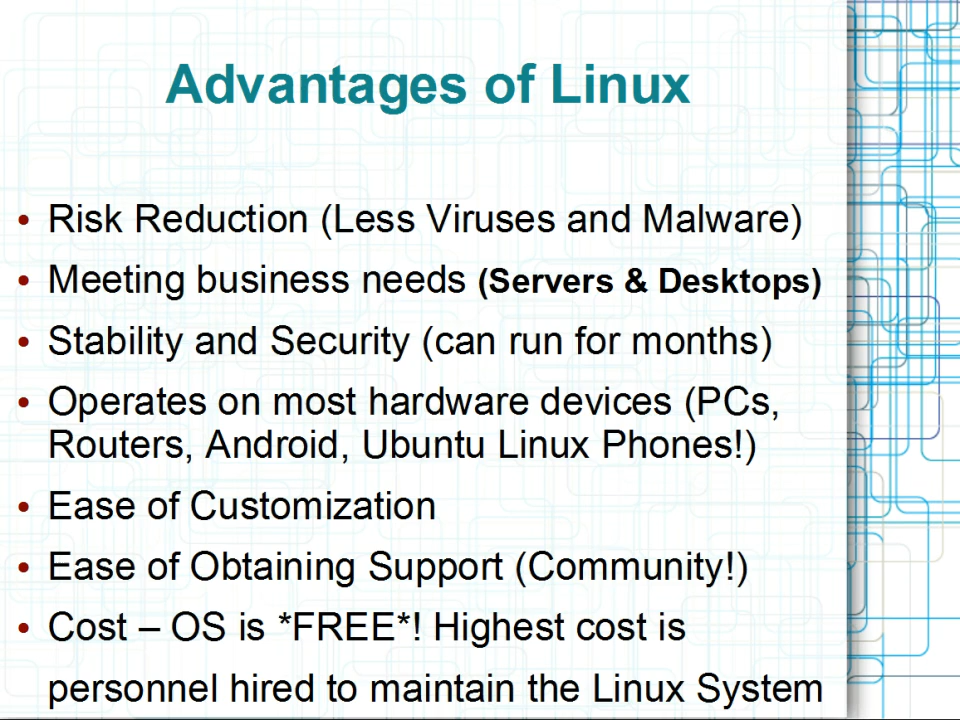 Advantages of Linux
• Risk Reduction (Less Viruses and Malware)
• Meeting business needs (Servers & Desktops)
• Stability and Security (can run for months)
• Operates on most hardware devices (PCs,
Routers, Android, Ubuntu Linux Phones!)
• Ease of Customization
• Ease of Obtaining Support (Community!)
• Cost – OS is *FREE*! Highest cost is
personnel hired to maintain the Linux System